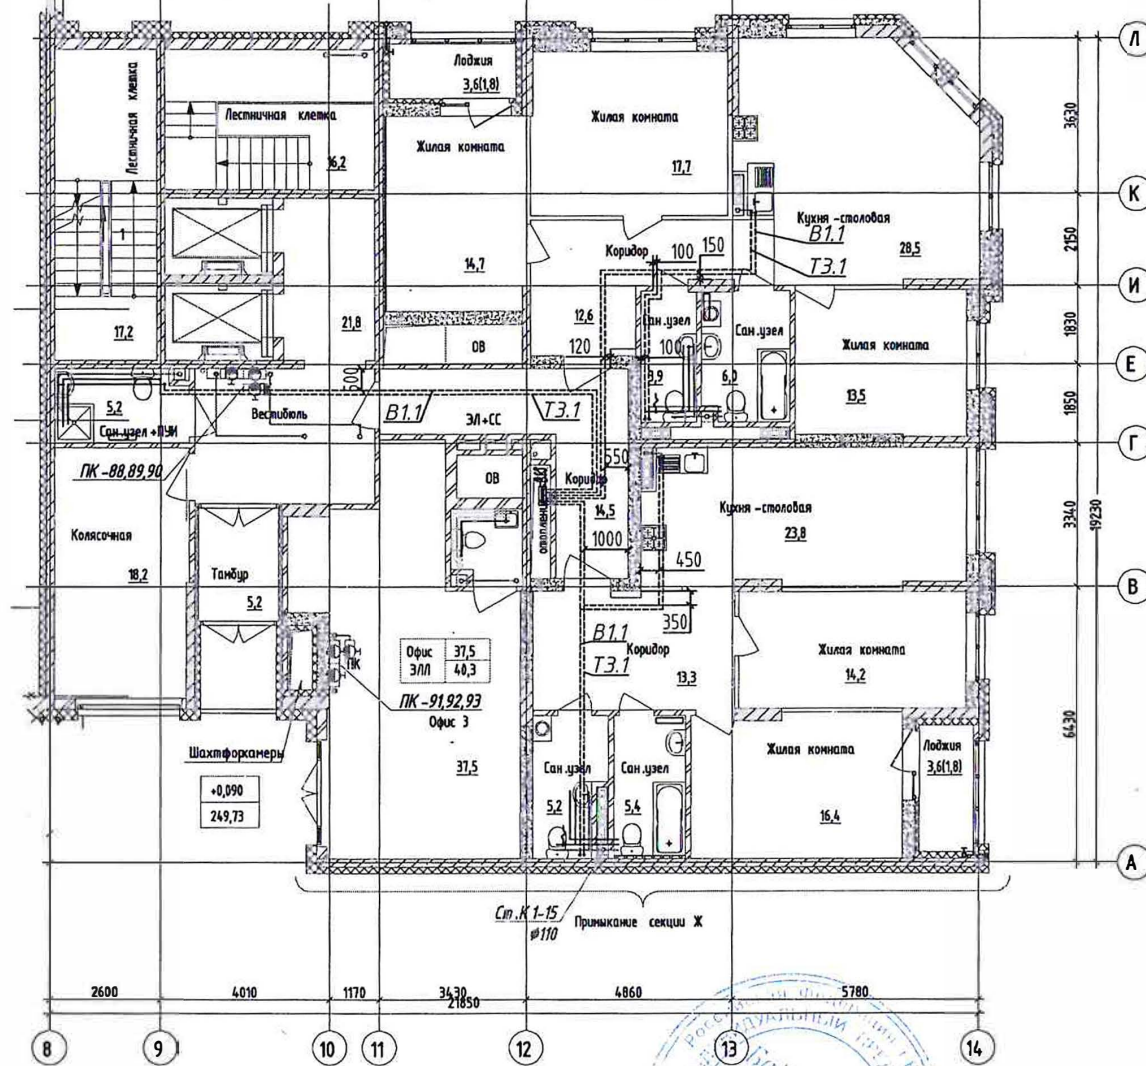 Л
Лоджия
3,6(1,8)
Лестничная клетка
Лестничная клетка
16,2
Жилая комната
Жилая комната
17,7
3630
К
Кухня-столовая
28,5
В1.1
Т3.1
Коридор
100
150
14,7
2150
И
1
17,2
21,8
12,6
120
ОВ
Сан.узел
100
3,9
Сан.узел
6,0
Жилая комната
13,5
1830
Е
500
5,2
Сан.узел+ПУИ
Вестибюль
В1.1
Т3.1
ЭЛ+СС
1850
Г
ПК-88,89,90
ОВ
отопление
ВК
550
Коридор
14,5
1000
Кухня-столовая
23,8
450
3340
19230
Колясочная
18,2
Тамбур
5,2
В
350
Офис 37,5
ЭЛЛ 40,3
ПК
ПК-91,92,93
Офис 3
37,5
В1.1
Т3.1
Коридор
13,3
Жилая комната
14,2
6430
Шахтфоркамеры
+0,090
249,73
Сан.узел
5,2
Сан.узел
5,4
Жилая комната
16,4
Лоджия
3,6(1,8)
А
Ст.К1-15
ø110
Примыкание секции Ж
2600
4010
1170
3430
4860
5780
21850
8
9
10
11
12
13
14